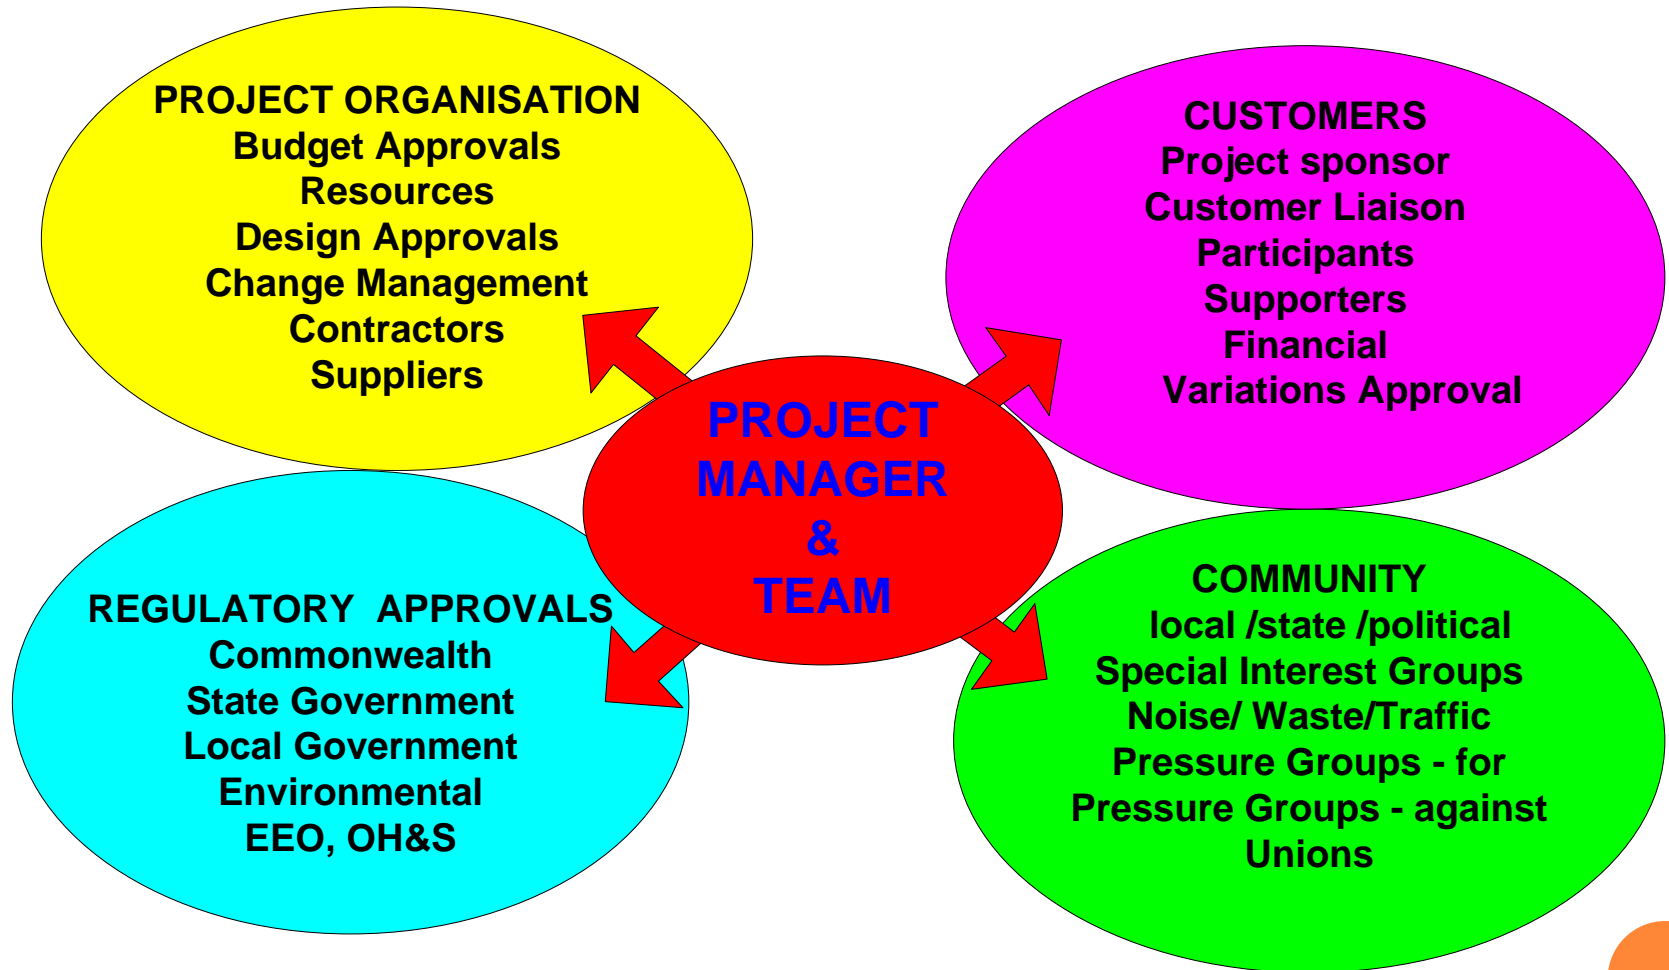 PROJECT ORGANISATION
Budget Approvals
Resources
Design Approvals
Change Management
Contractors
Suppliers
CUSTOMERS
Project sponsor
Customer Liaison
Participants
Supporters
Financial
Variations Approval
PROJECT
MANAGER
&
TEAM
REGULATORY  APPROVALS
Commonwealth
State Government
Local Government
Environmental
EEO, OH&S
COMMUNITY
local /state /political
Special Interest Groups
Noise/ Waste/Traffic
Pressure Groups - for
Pressure Groups - against
Unions